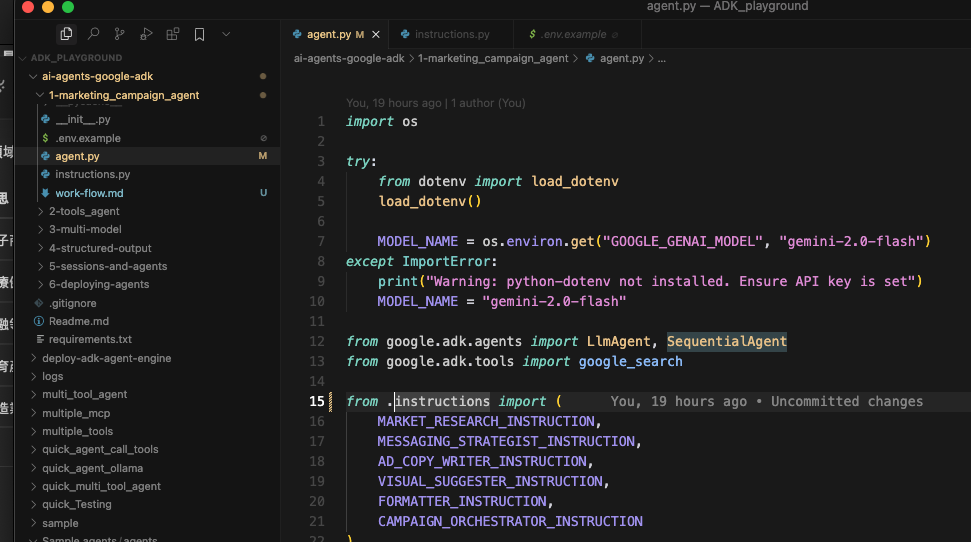 agent.py — ADK_playground
agent.py M
instructions.py
$ .env.example
ai-agents-google-adk > 1-marketing_campaign_agent > agent.py > ...
ADK_PLAYGROUND
ai-agents-google-adk
1-marketing_campaign_agent
__init__.py
$ .env.example
agent.py M
instructions.py
work-flow.md U
2-tools_agent
3-multi-model
4-structured-output
5-sessions-and-agents
6-deploying-agents
.gitignore
Readme.md
requirements.txt
deploy-adk-agent-engine
logs
multi_tool_agent
multiple_mcp
multiple_tools
quick_agent_call_tools
quick_agent_ollama
quick_multi_tool_agent
quick_Testing
sample
Sample agents/agents
You, 19 hours ago | 1 author (You)
1 import os
2
3 try:
4 from dotenv import load_dotenv
5 load_dotenv()
6
7 MODEL_NAME = os.environ.get("GOOGLE_GENAI_MODEL", "gemini-2.0-flash")
8 except ImportError:
9 print("Warning: python-dotenv not installed. Ensure API key is set")
10 MODEL_NAME = "gemini-2.0-flash"
11
12 from google.adk.agents import LlmAgent, SequentialAgent
13 from google.adk.tools import google_search
14
15 from .instructions import ( You, 19 hours ago • Uncommitted changes
16 MARKET_RESEARCH_INSTRUCTION,
17 MESSAGING_STRATEGIST_INSTRUCTION,
18 AD_COPY_WRITER_INSTRUCTION,
19 VISUAL_SUGGESTER_INSTRUCTION,
20 FORMATTER_INSTRUCTION,
21 CAMPAIGN_ORCHESTRATOR_INSTRUCTION
22 )